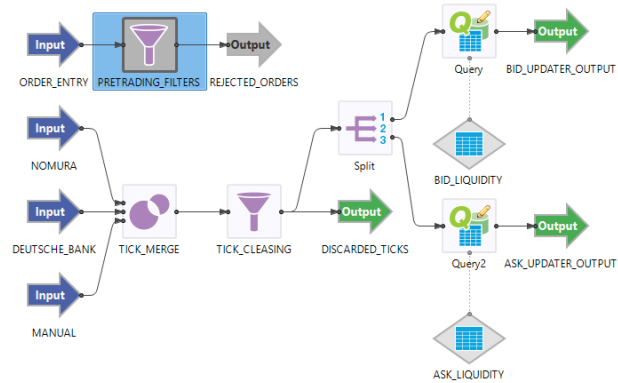 Input
Output
ORDER_ENTRY
PRETRADING_FILTERS
REJECTED_ORDERS
Q
Output
Query
BID_UPDATER_OUTPUT
Input
NOMURA
1
2
3
Split
BID_LIQUIDITY
Input
Output
DEUTSCHE_BANK
TICK_MERGE
TICK_CLEASING
DISCARDED_TICKS
Q
Output
Query2
ASK_UPDATER_OUTPUT
Input
MANUAL
ASK_LIQUIDITY